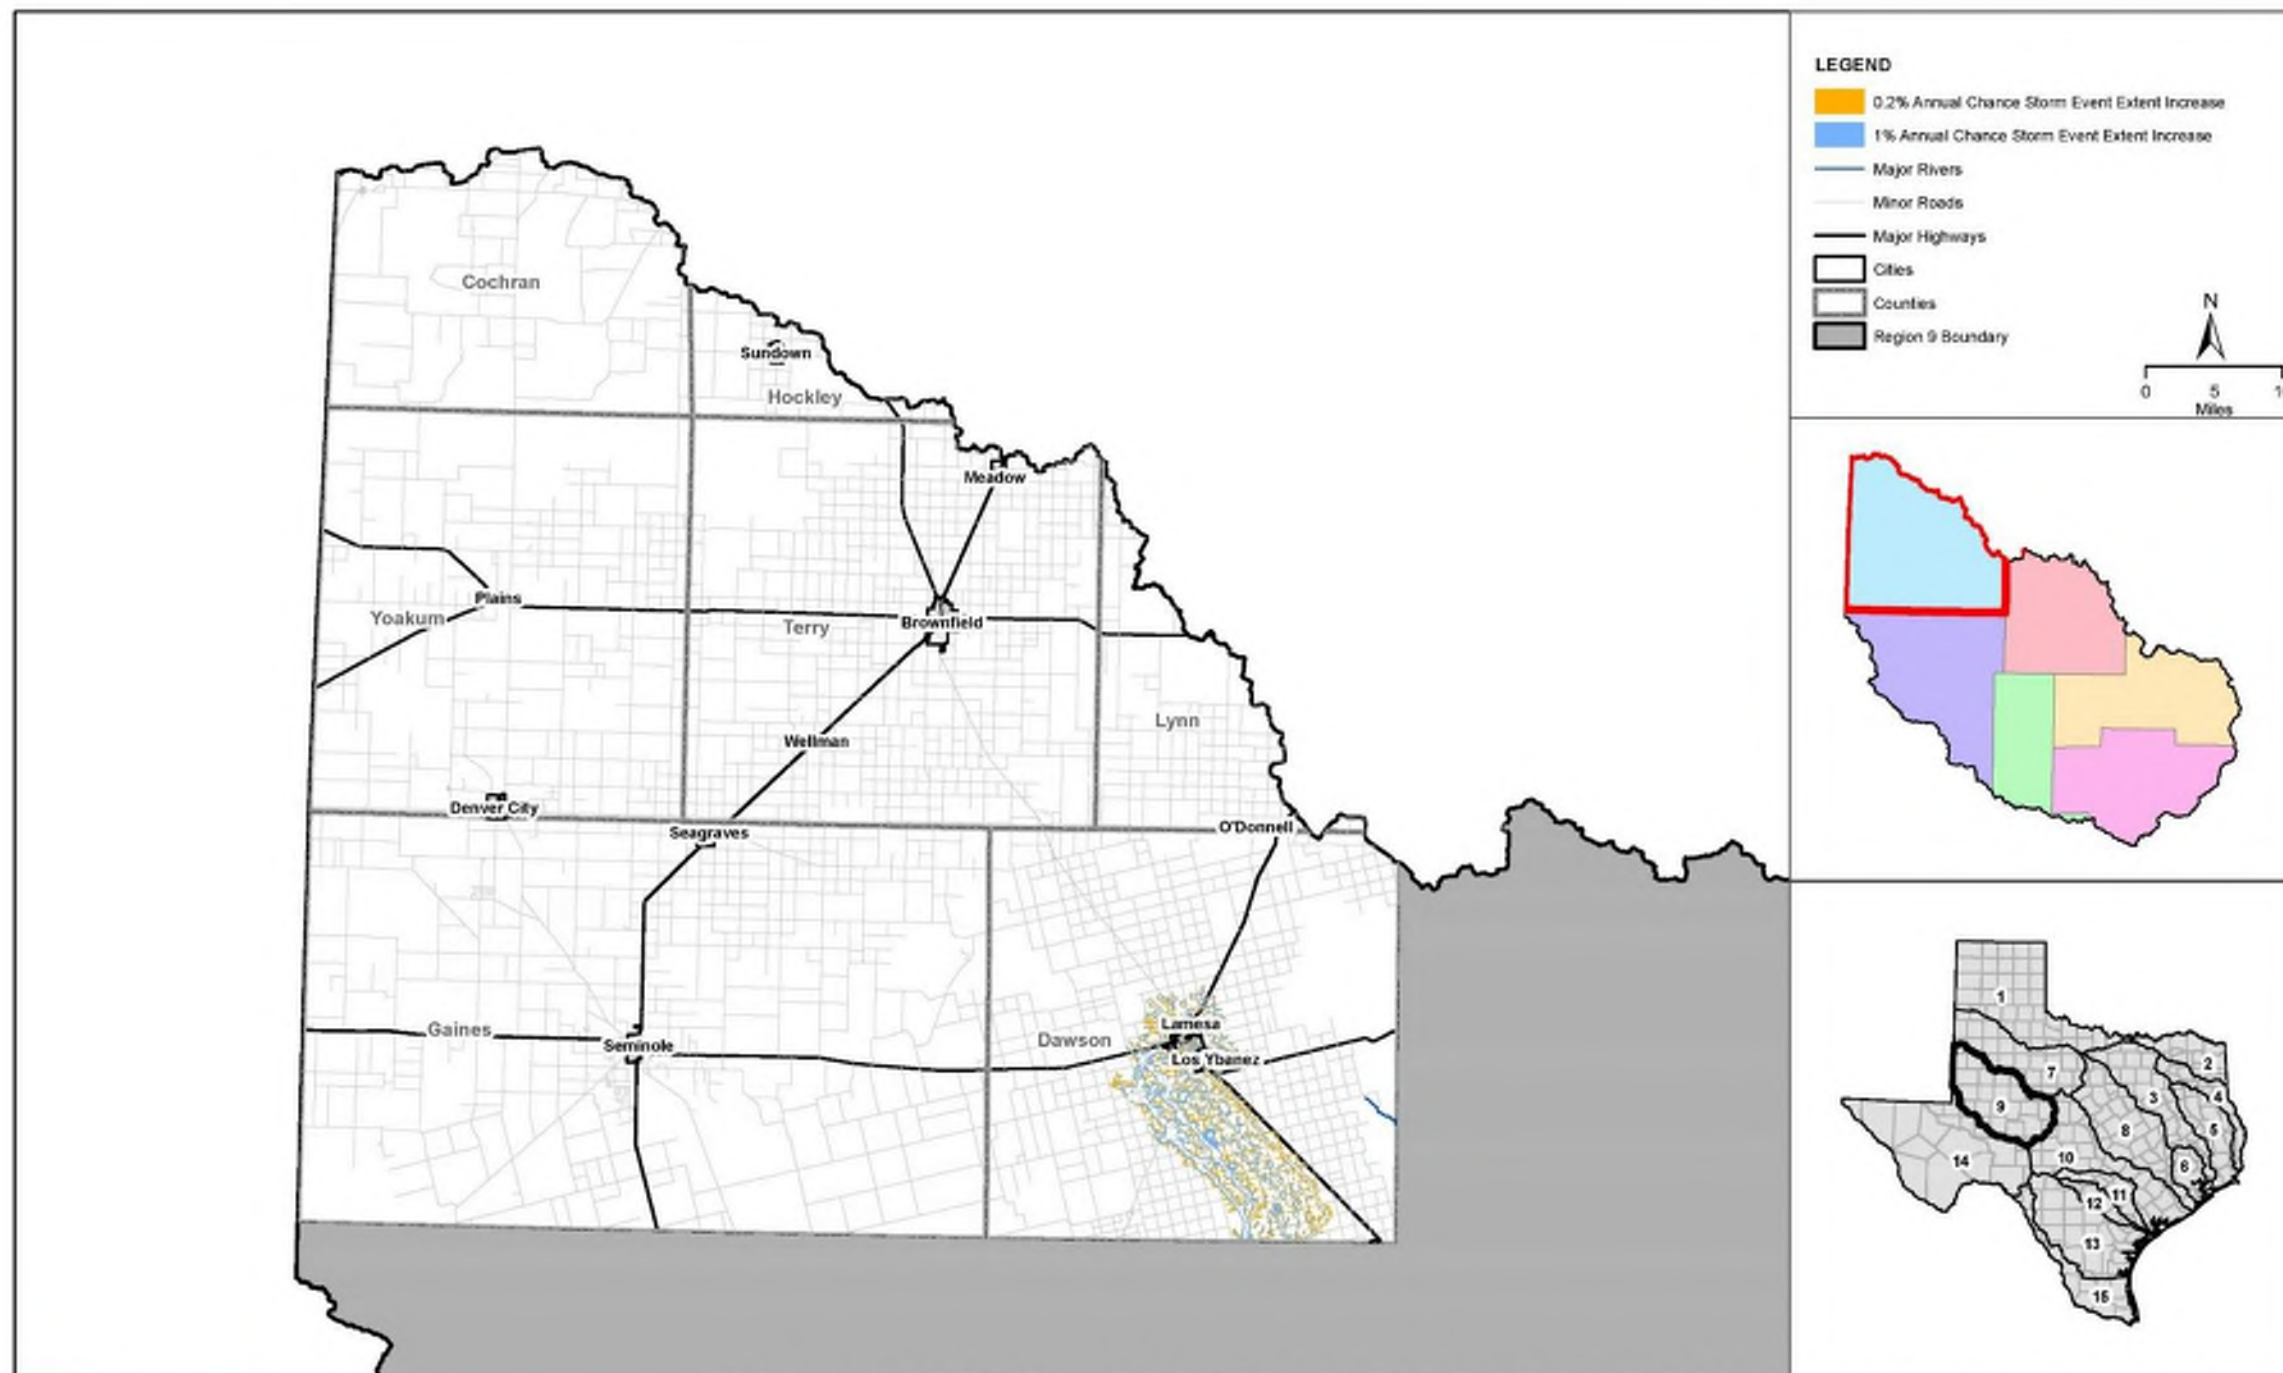 LEGEND
0.2% Annual Chance Storm Event Extent Increase
1% Annual Chance Storm Event Extent Increase
Major Rivers
Minor Roads
Major Highways
Cities
Counties
Region 9 Boundary
N
0 5
Miles
Cochran
Sundown
Hockley
Meadow
Plains
Yoakum
Terry
Brownfield
Lynn
Wellman
Denver City
Seagraves
O'Donnell
Gaines
Seminole
Dawson
Lamesa
Los Ybanez
1
2
7
3
4
9
8
5
14
10
6
11
12
13
15